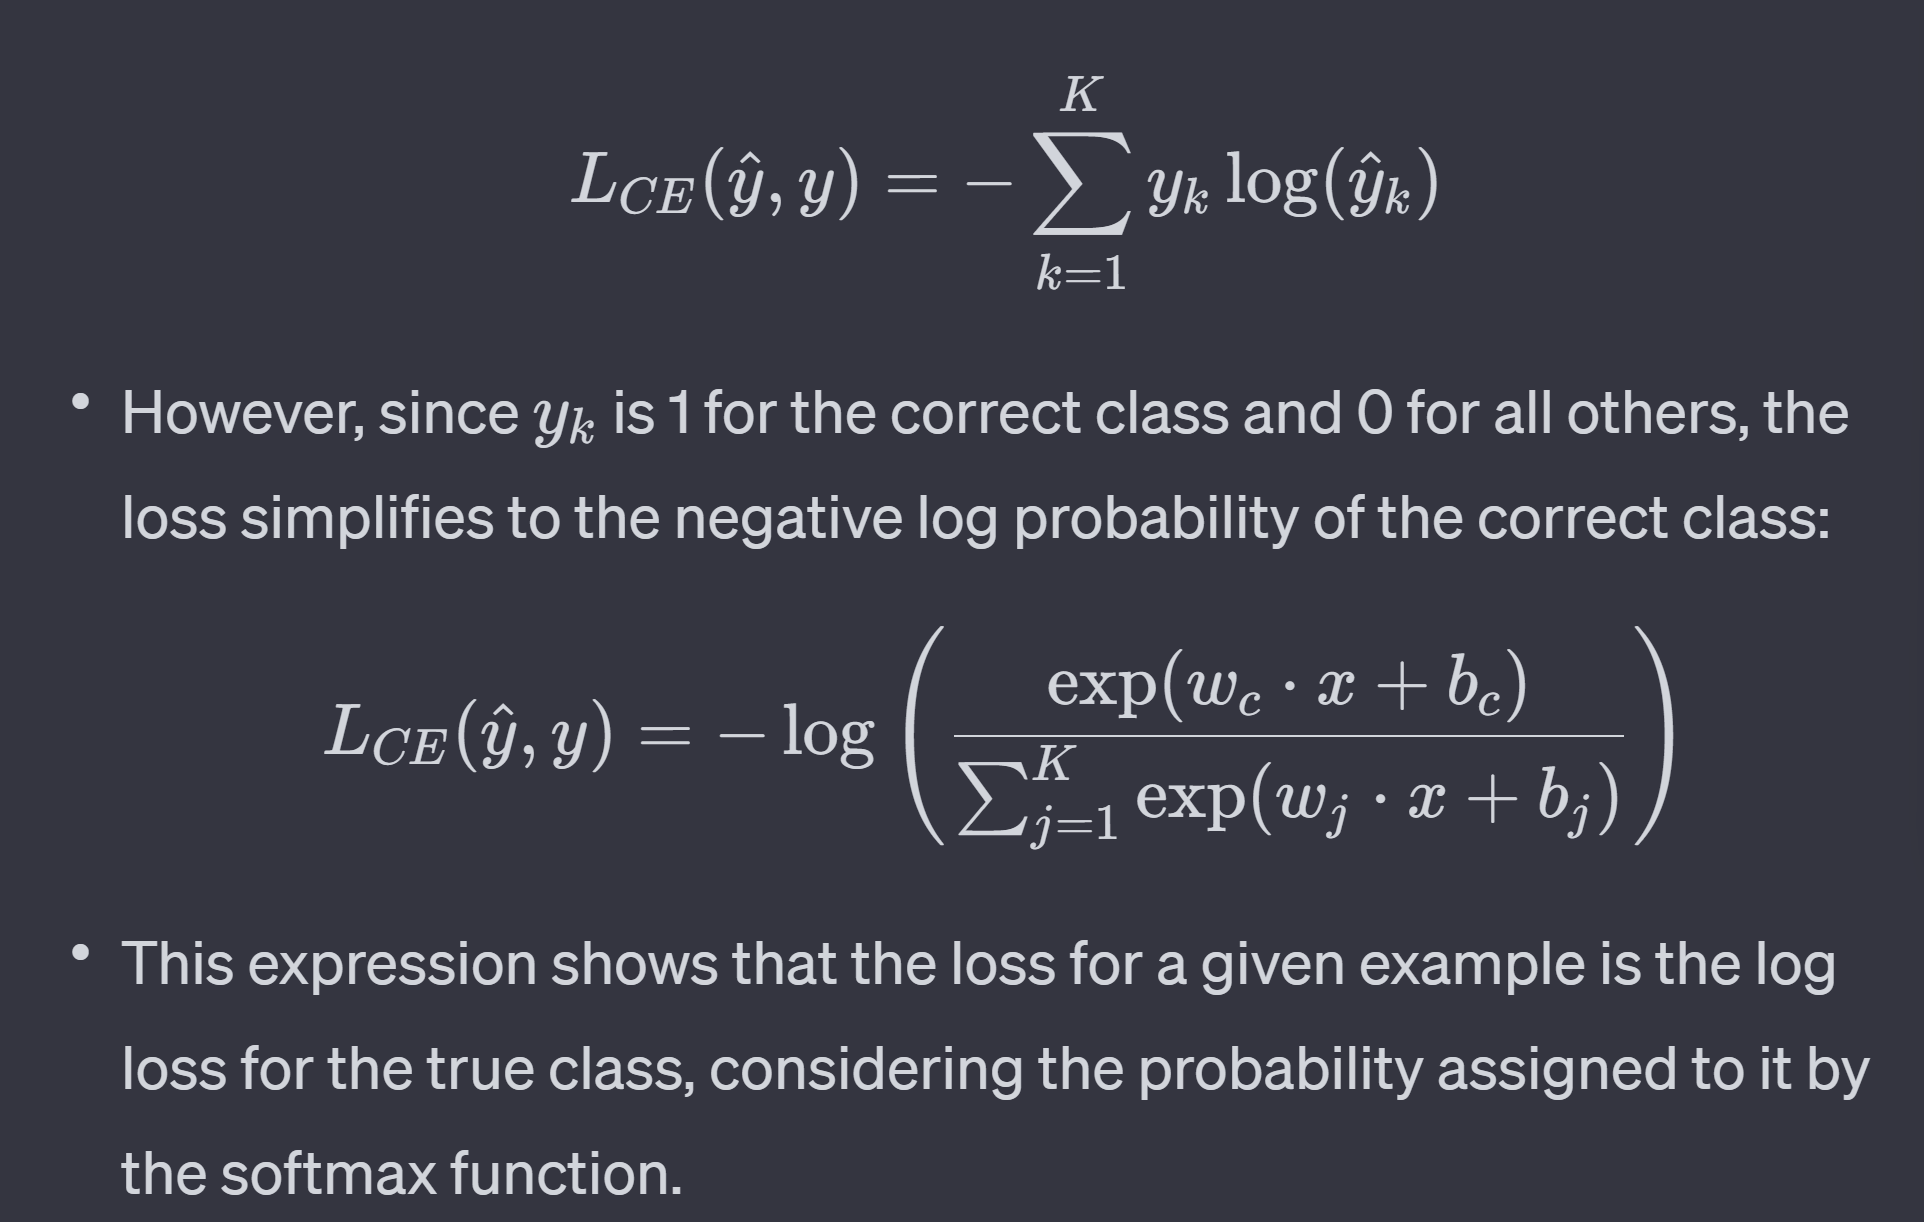 $$L_{CE}(\hat{y}, y) = -\sum_{k=1}^{K} y_k \log(\hat{y}_k)$$
• However, since $y_k$ is 1 for the correct class and 0 for all others, the
loss simplifies to the negative log probability of the correct class:
$$L_{CE}(\hat{y}, y) = -\log\left(\frac{\exp(w_c \cdot x + b_c)}{\sum_{j=1}^{K} \exp(w_j \cdot x + b_j)}\right)$$
• This expression shows that the loss for a given example is the log
loss for the true class, considering the probability assigned to it by
the softmax function.